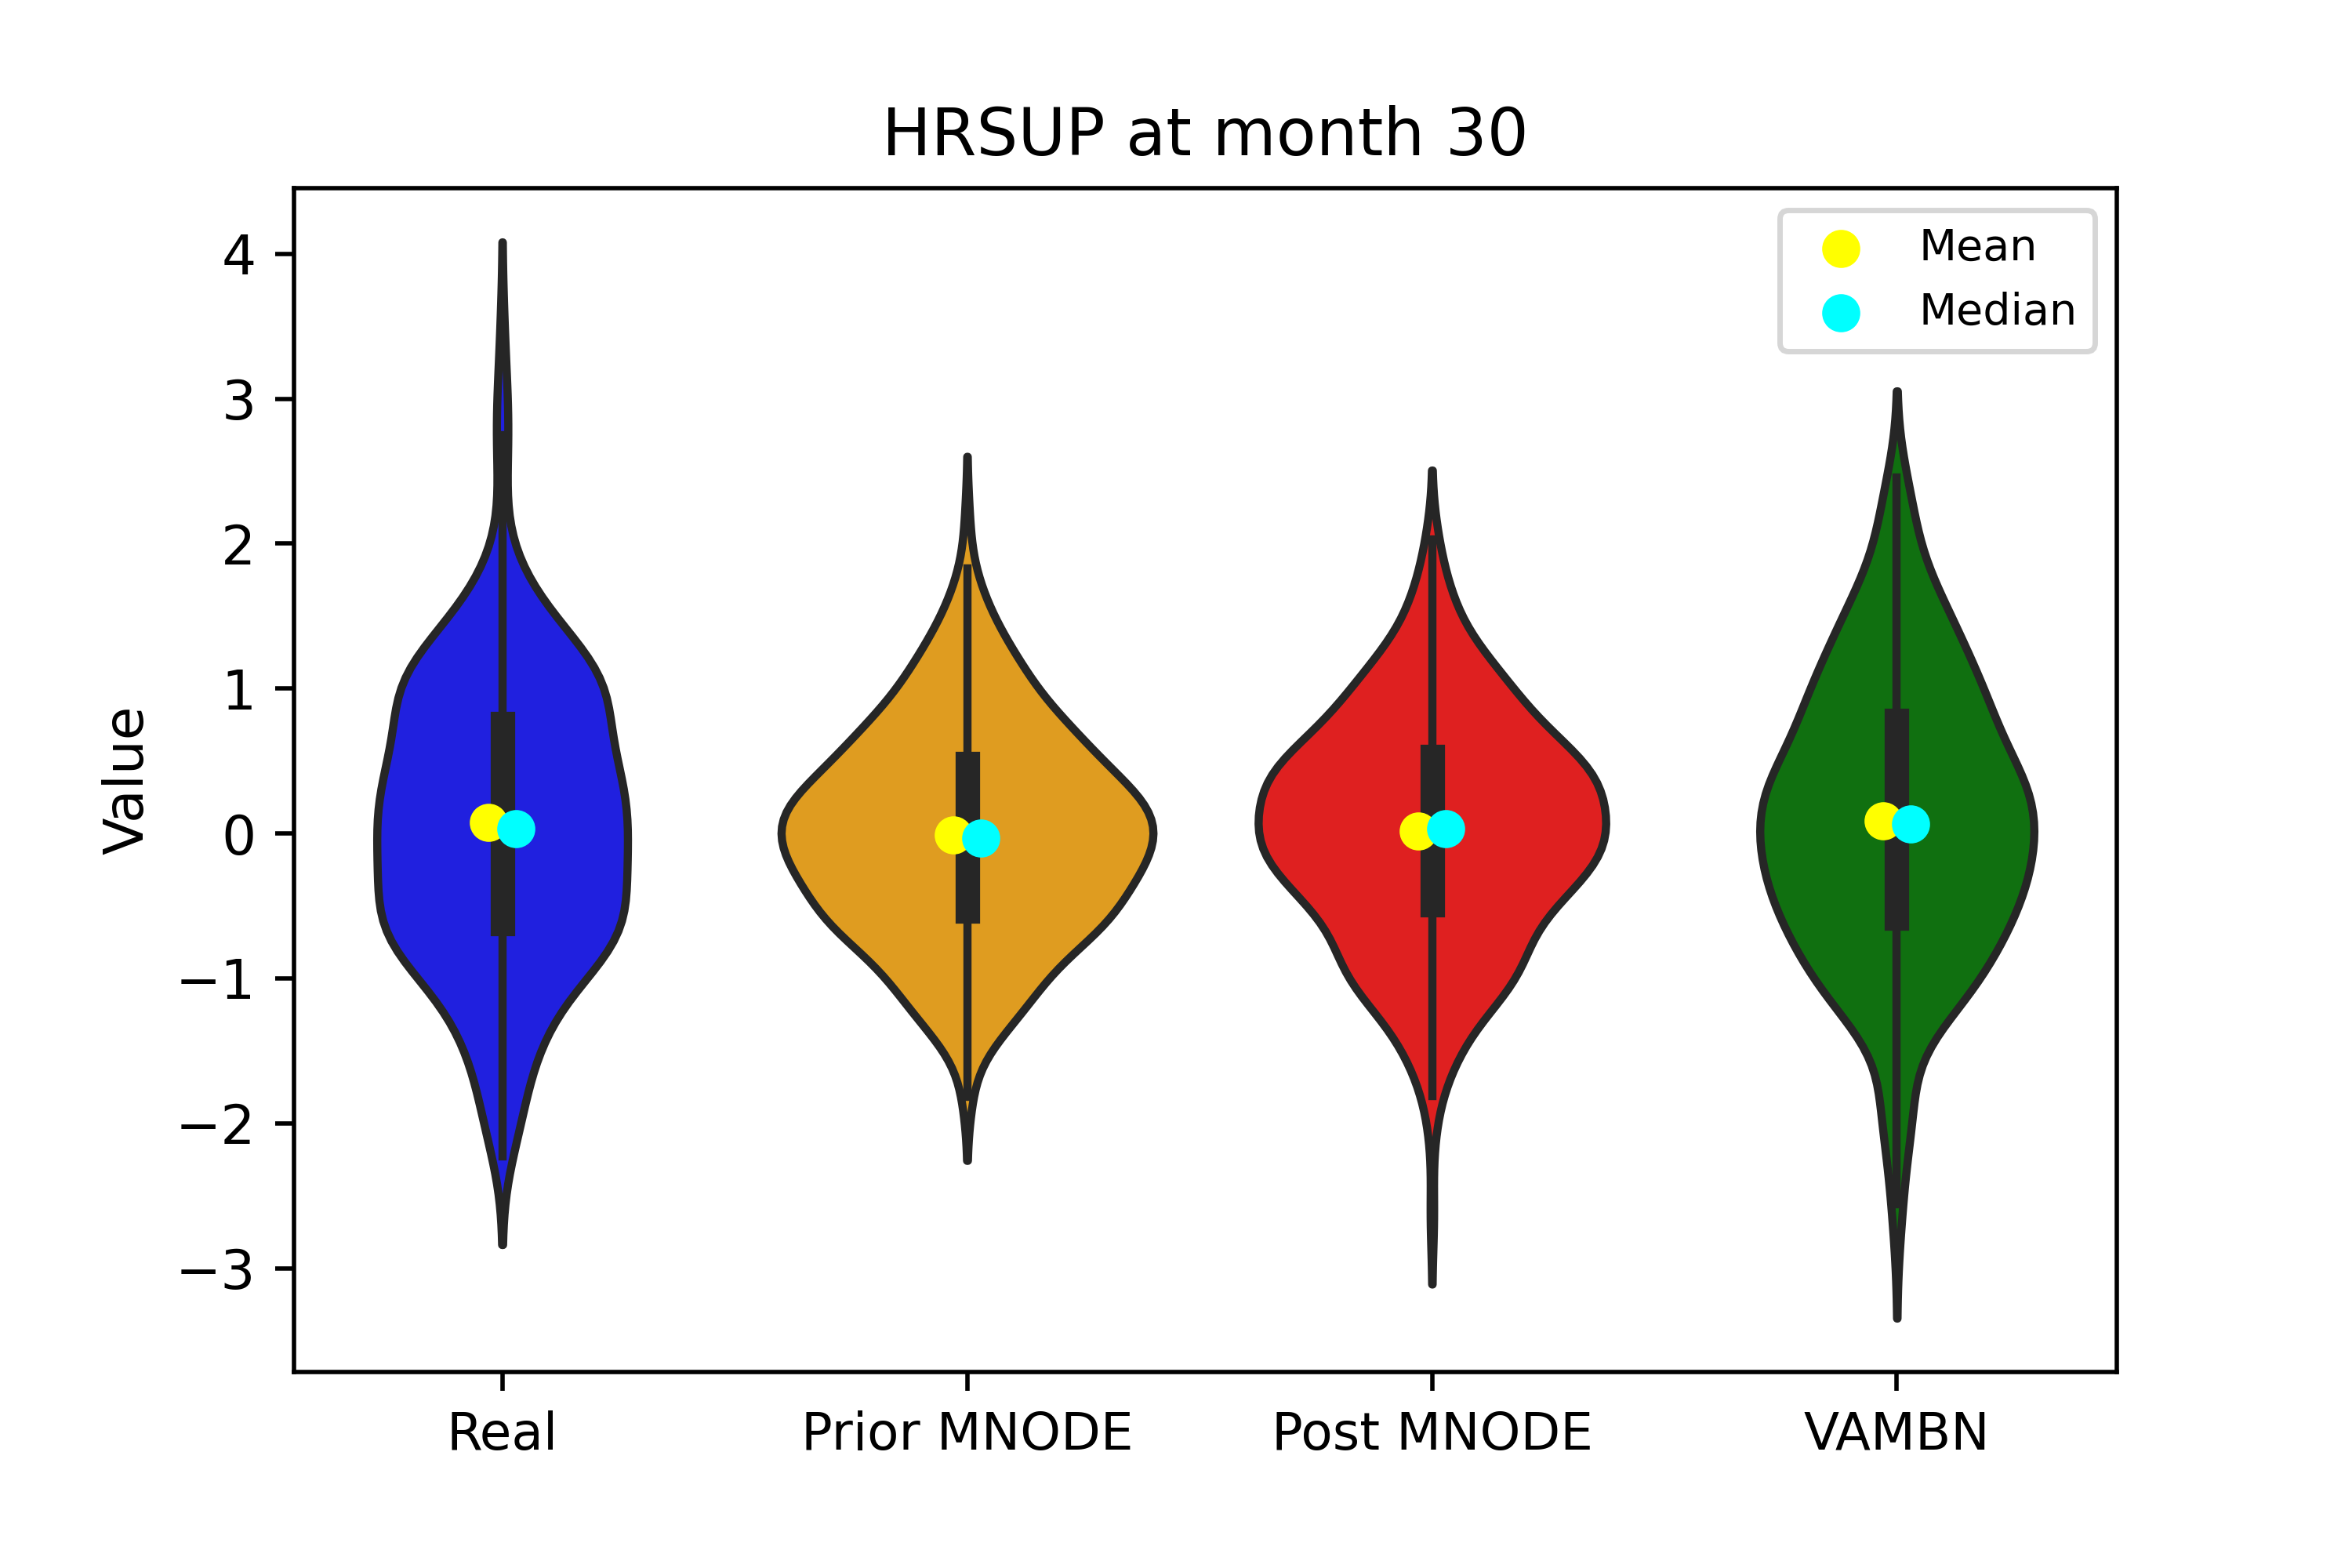 HRSUP at month 30
Mean
Median
4
3
2
1
0
−1
−2
−3
Value
Real
Prior MNODE
Post MNODE
VAMBN